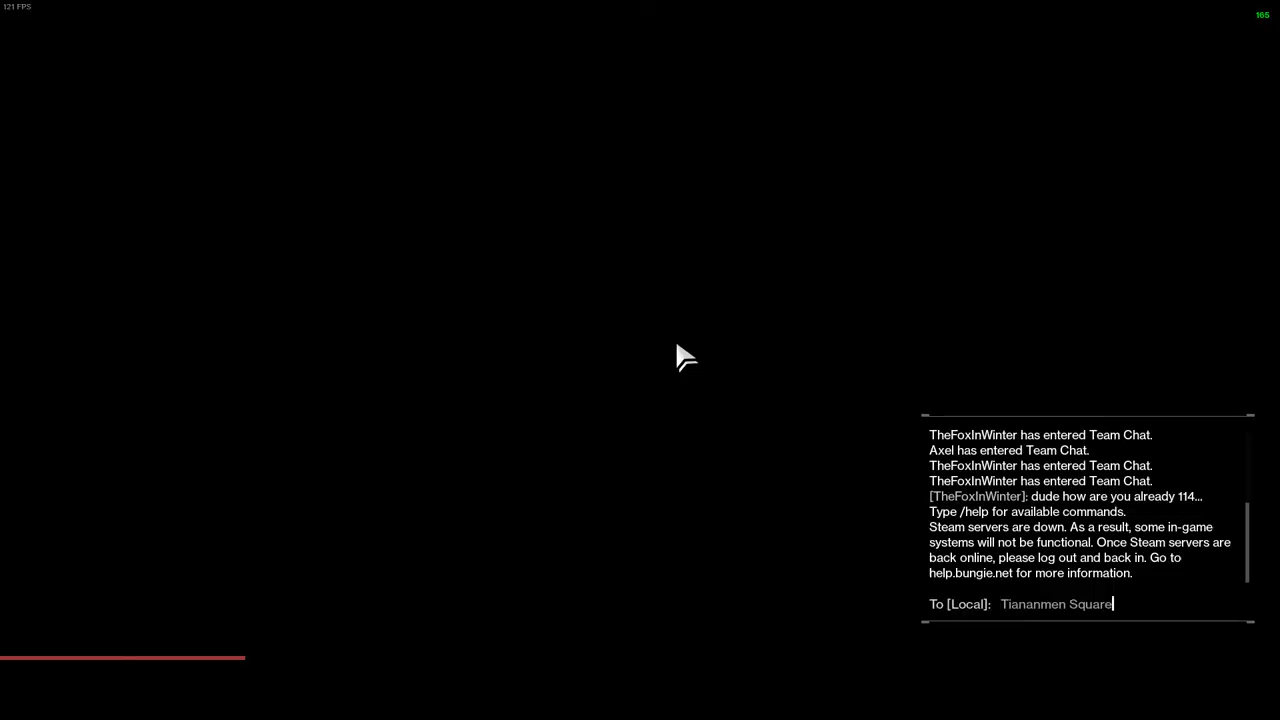 121 FPS
165
TheFoxInWinter has entered Team Chat.
Axel has entered Team Chat.
TheFoxInWinter has entered Team Chat.
TheFoxInWinter has entered Team Chat.
[TheFoxInWinter]: dude how are you already 114...
Type /help for available commands.
Steam servers are down. As a result, some in-game
systems will not be functional. Once Steam servers are
back online, please log out and back in. Go to
help.bungie.net for more information.
To [Local]: Tiananmen Square